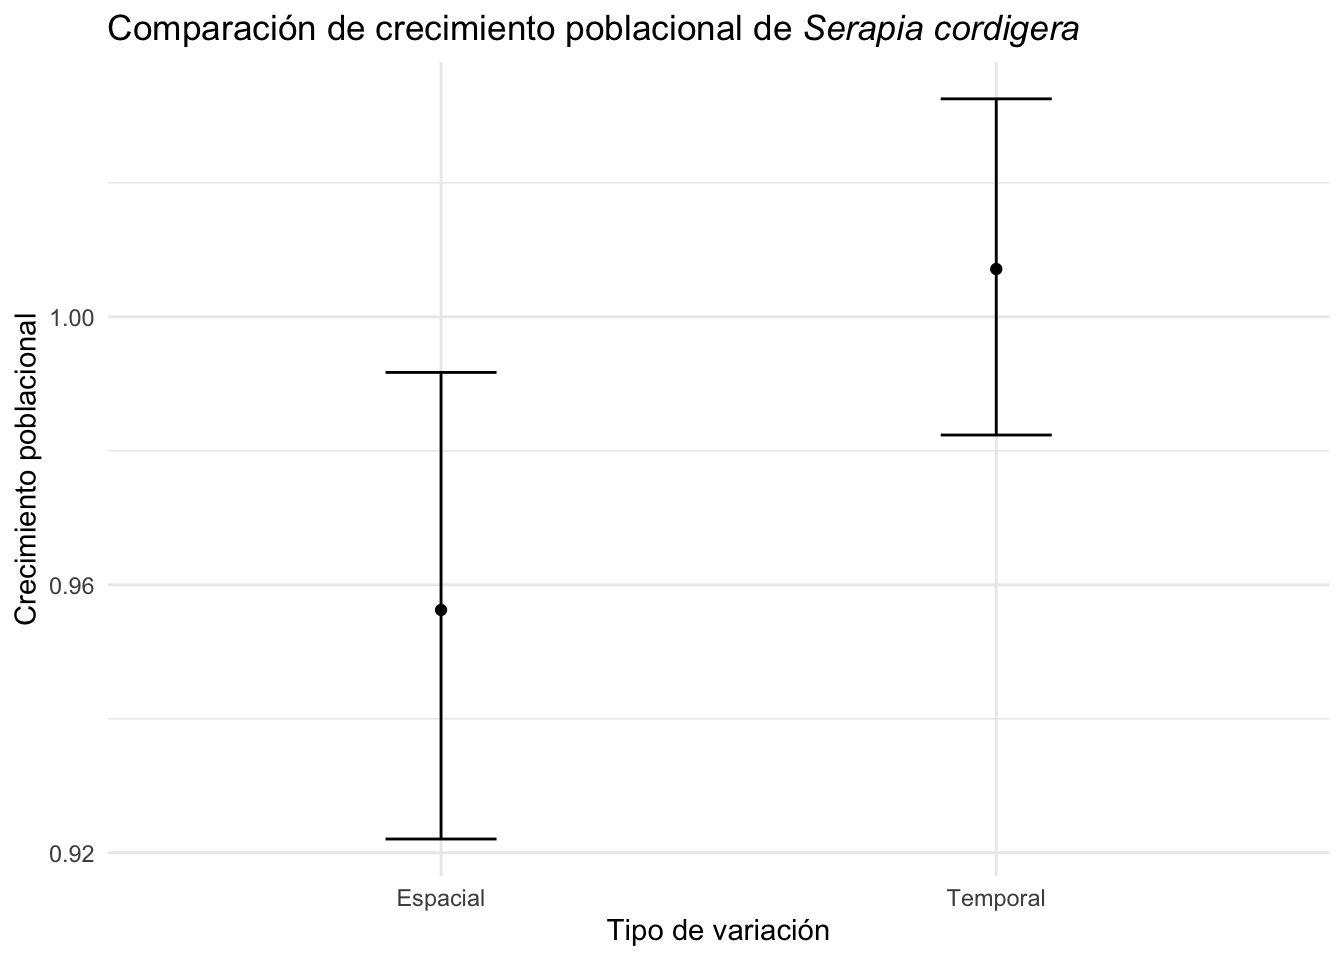 Comparación de crecimiento poblacional de Serapia cordigera
Crecimiento poblacional
1.00
0.96
0.92
Espacial
Temporal
Tipo de variación